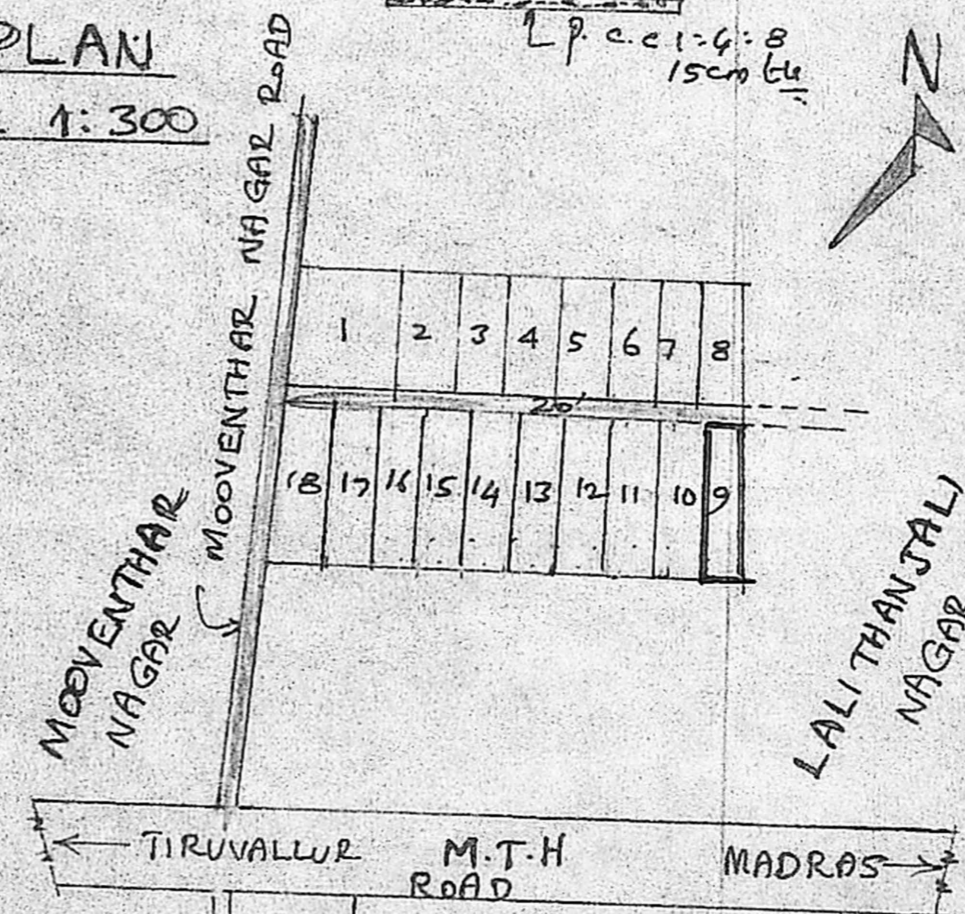 PLAN
1:300
p.c.c 1:4:8
15cm tk
N
MOOVENTHAR NAGAR ROAD
1 2 3 4 5 6 7 8
20'
18 17 16 15 14 13 12 11 10 9
MOOVENTHAR
NAGAR
LALITHANJALI
NAGAR
TIRUVALLUR M.T.H MADRAS
ROAD